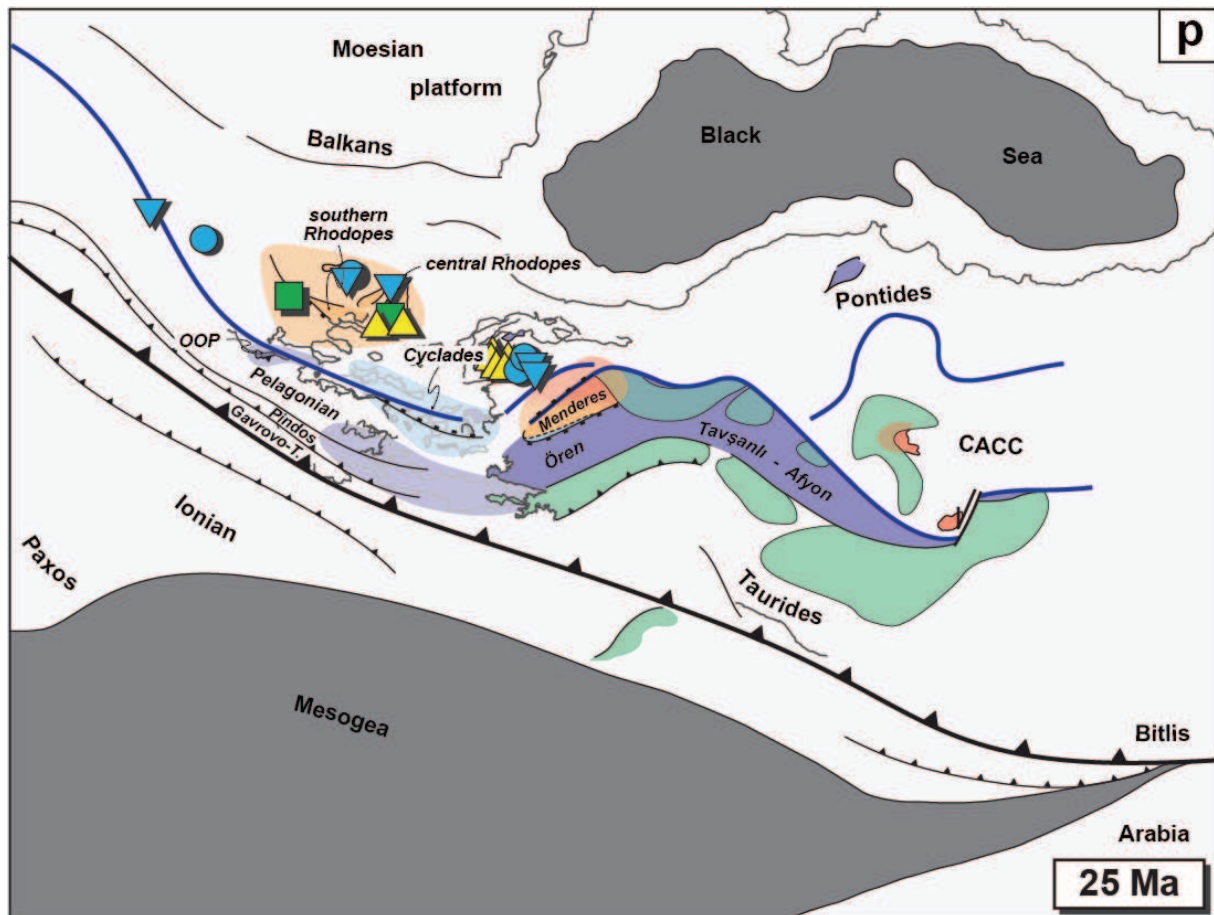 p
Moesian
platform
Black
Sea
Balkans
southern
Rhodopes
central Rhodopes
Pontides
OOP
Cyclades
Pelagonian
Menderes
Pindos
Gavrovo-T.
Ören
Tavşanlı - Afyon
CACC
Ionian
Paxos
Taurides
Mesogea
Bitlis
Arabia
25 Ma